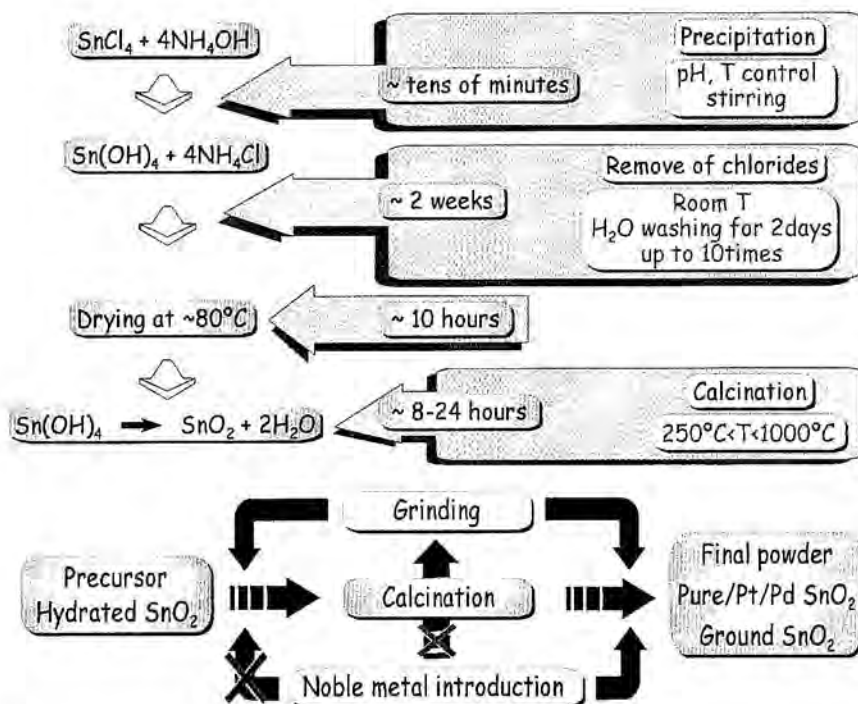 SnCl₄ + 4NH₄OH
~ tens of minutes
Precipitation
pH, T control
stirring
Sn(OH)₄ + 4NH₄Cl
~ 2 weeks
Remove of chlorides
Room T
H₂O washing for 2days
up to 10times
Drying at ~80°C
~ 10 hours
Sn(OH)₄ → SnO₂ + 2H₂O
~ 8-24 hours
Calcination
250°C<T<1000°C
Grinding
Precursor
Hydrated SnO₂
Calcination
Final powder
Pure/Pt/Pd SnO₂
Ground SnO₂
Noble metal introduction